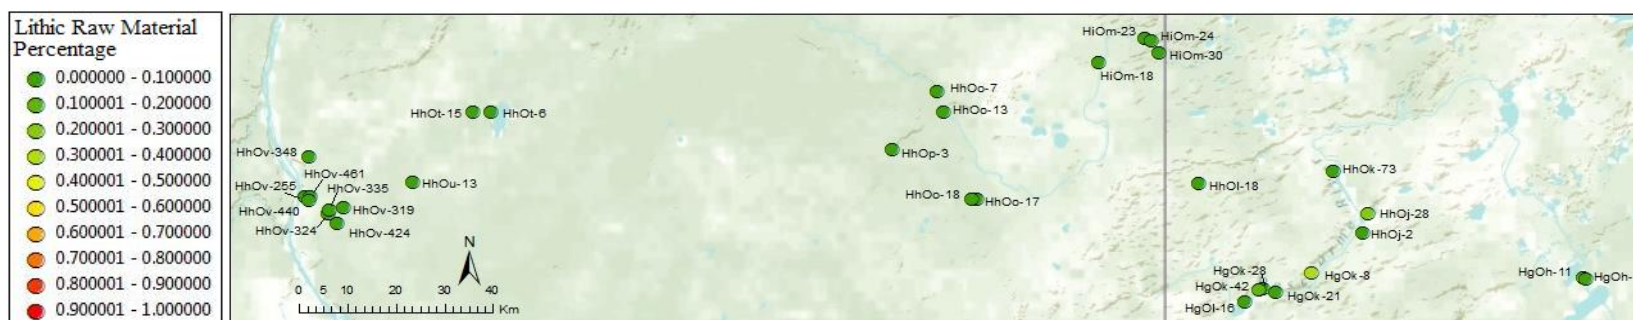 Lithic Raw Material
Percentage
0.000000 - 0.100000
0.100001 - 0.200000
0.200001 - 0.300000
0.300001 - 0.400000
0.400001 - 0.500000
0.500001 - 0.600000
0.600001 - 0.700000
0.700001 - 0.800000
0.800001 - 0.900000
0.900001 - 1.000000
HiOm-23
HiOm-24
HiOm-30
HiOm-18
HhOo-7
HhOt-15
HhOt-6
HhOo-13
HhOv-348
HhOp-3
HhOk-73
HhOv-461
HhOv-255
HhOv-335
HhOu-13
HhOl-18
HhOo-18
HhOo-17
HhOv-440
HhOv-319
HhOj-28
HhOv-324
HhOv-424
HhOj-2
N
HgOk-28
HgOk-8
HgOh-11
HgOh-
HgOk-42
HgOk-21
0 5 10 20 30 40
Km
HgOl-16